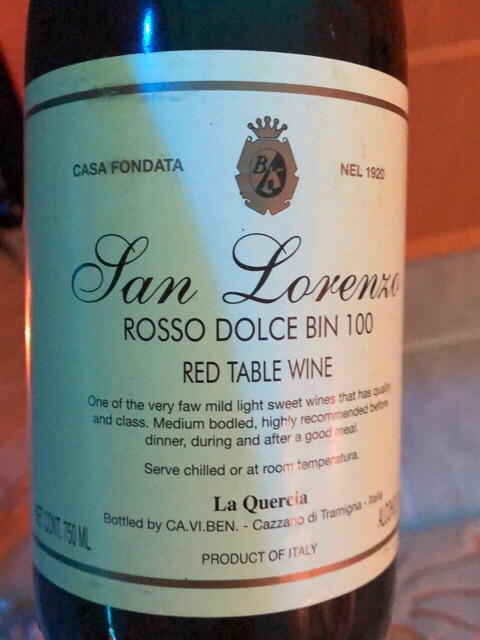 CASA FONDATA
NEL 1920
B
San Lorenzo
ROSSO DOLCE BIN 100
RED TABLE WINE
One of the very faw mild light sweet wines that has quality
and class. Medium bodled, highly recommended before
dinner, during and after a good meal.
Serve chilled or at room temperatura.
La Quercia
Bottled by CA.VI.BEN. - Cazzano di Tramigna - Italia
CONT. 750 ML
PRODUCT OF ITALY